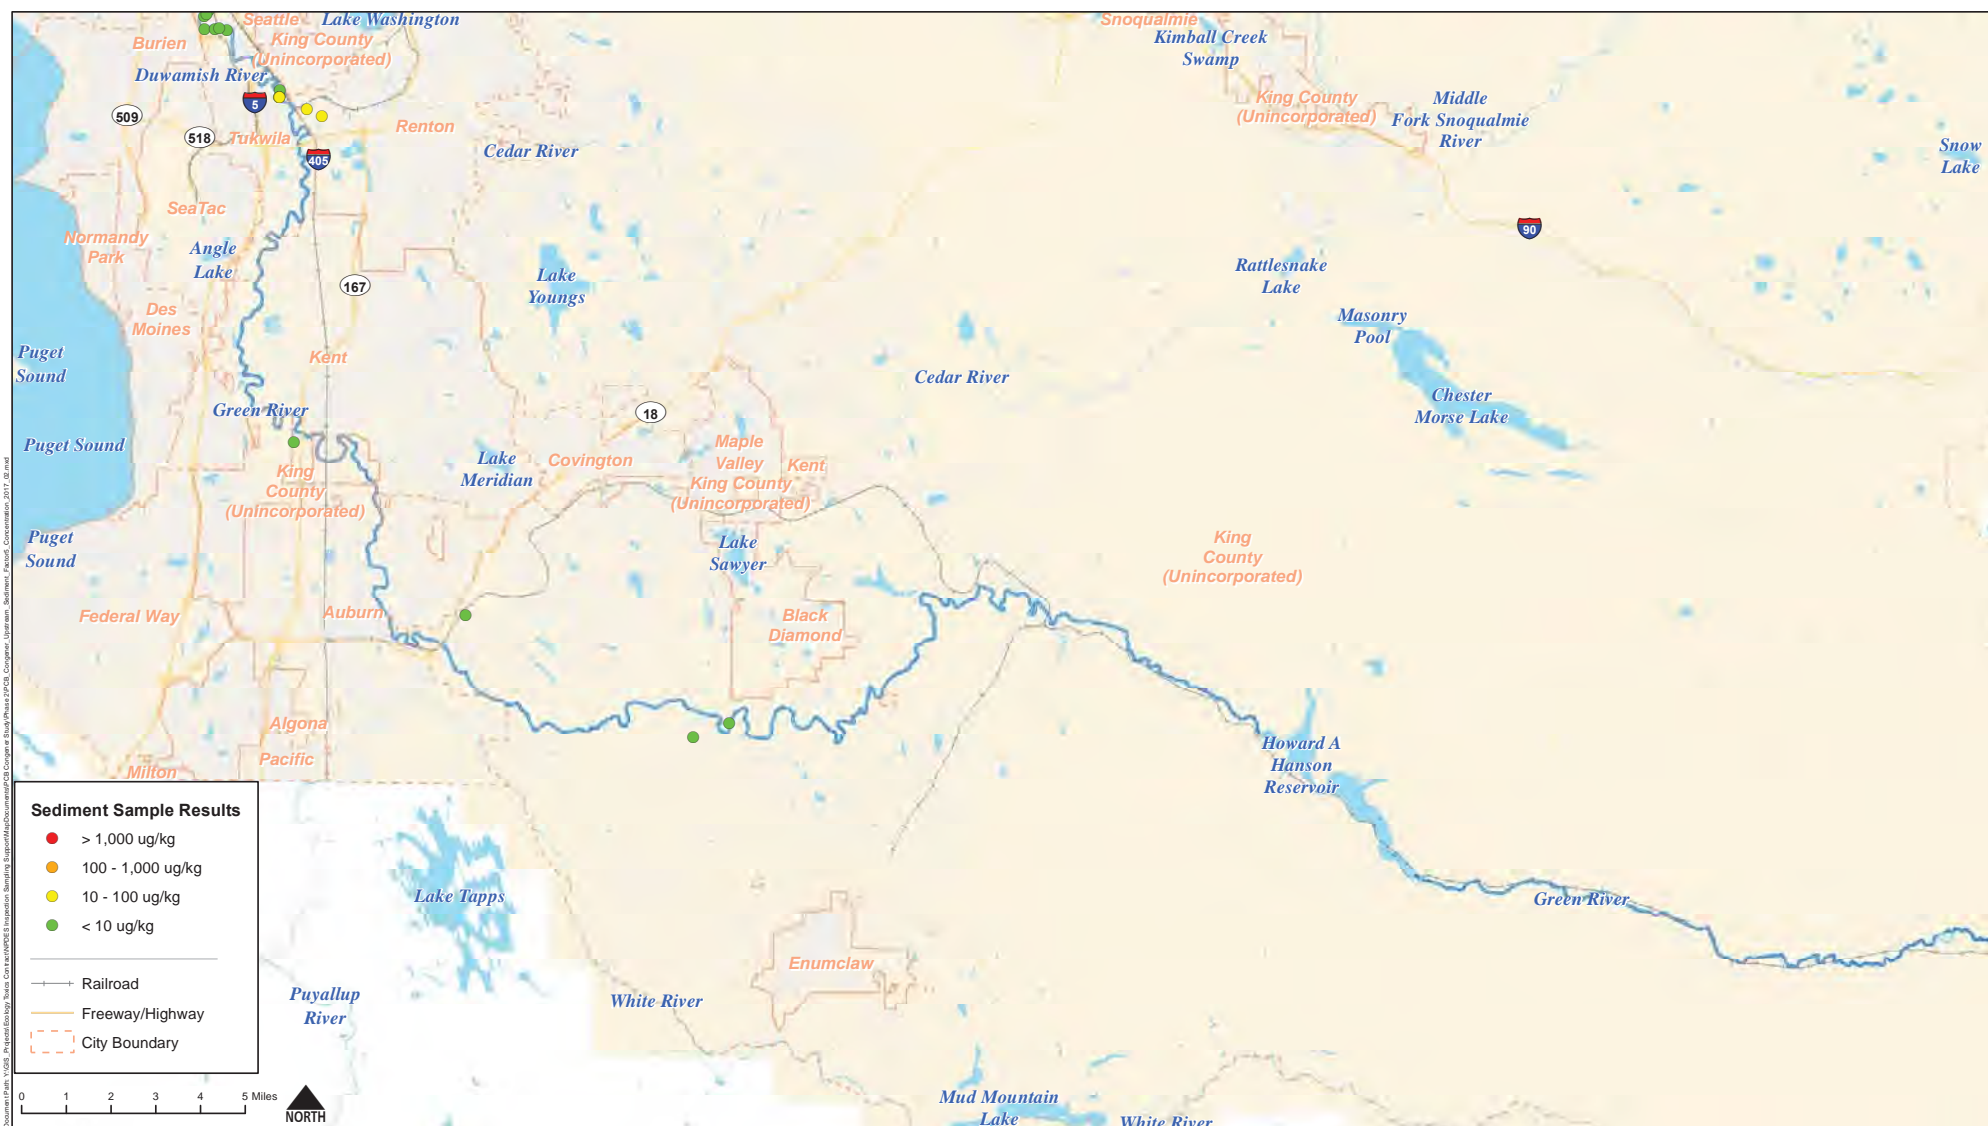 Seattle
Lake Washington
King County
(Unincorporated)
Burien
Duwamish River
5
509
518
Tukwila
Renton
405
Cedar River
SeaTac
Normandy
Park
Angle
Lake
167
Lake
Youngs
Des
Moines
Kent
Puget
Sound
Green River
Puget Sound
18
Cedar River
Maple
Valley
King County
(Unincorporated)
Kent
Covington
Lake
Meridian
King
County
(Unincorporated)
Puget
Sound
Lake
Sawyer
Federal Way
Auburn
Black
Diamond
King
County
(Unincorporated)
Snoqualmie
Kimball Creek
Swamp
King County
(Unincorporated)
Middle
Fork Snoqualmie
River
Snow
Lake
90
Rattlesnake
Lake
Masonry
Pool
Chester
Morse Lake
Algona
Pacific
Milton
Howard A
Hanson
Reservoir
Green River
Lake Tapps
Enumclaw
Puyallup
River
White River
Mud Mountain
Lake
White River
Sediment Sample Results
> 1,000 ug/kg
100 - 1,000 ug/kg
10 - 100 ug/kg
< 10 ug/kg
Railroad
Freeway/Highway
City Boundary
0 1 2 3 4 5 Miles
NORTH